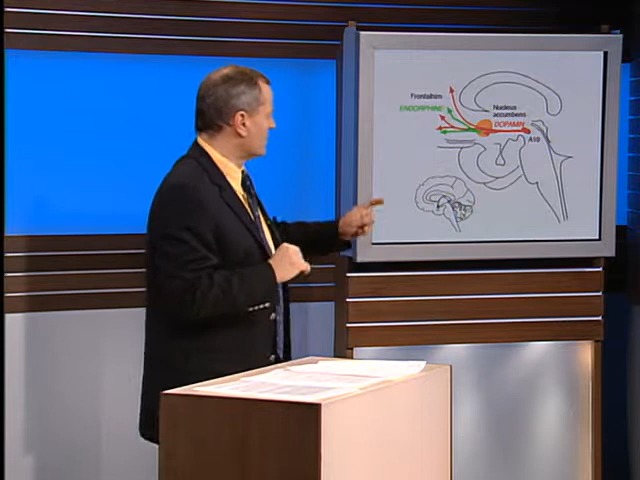 Frontalhirn
ENDORPHINE
Nucleus
accumbens
DOPAMIN
A10